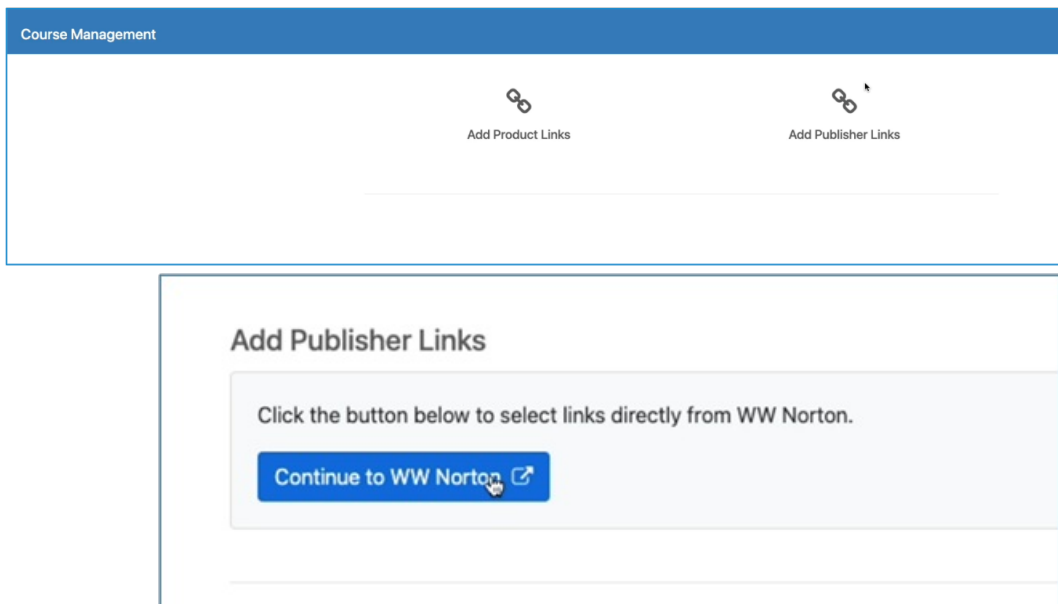 Course Management
Add Product Links
Add Publisher Links
Add Publisher Links
Click the button below to select links directly from WW Norton.
Continue to WW Norton